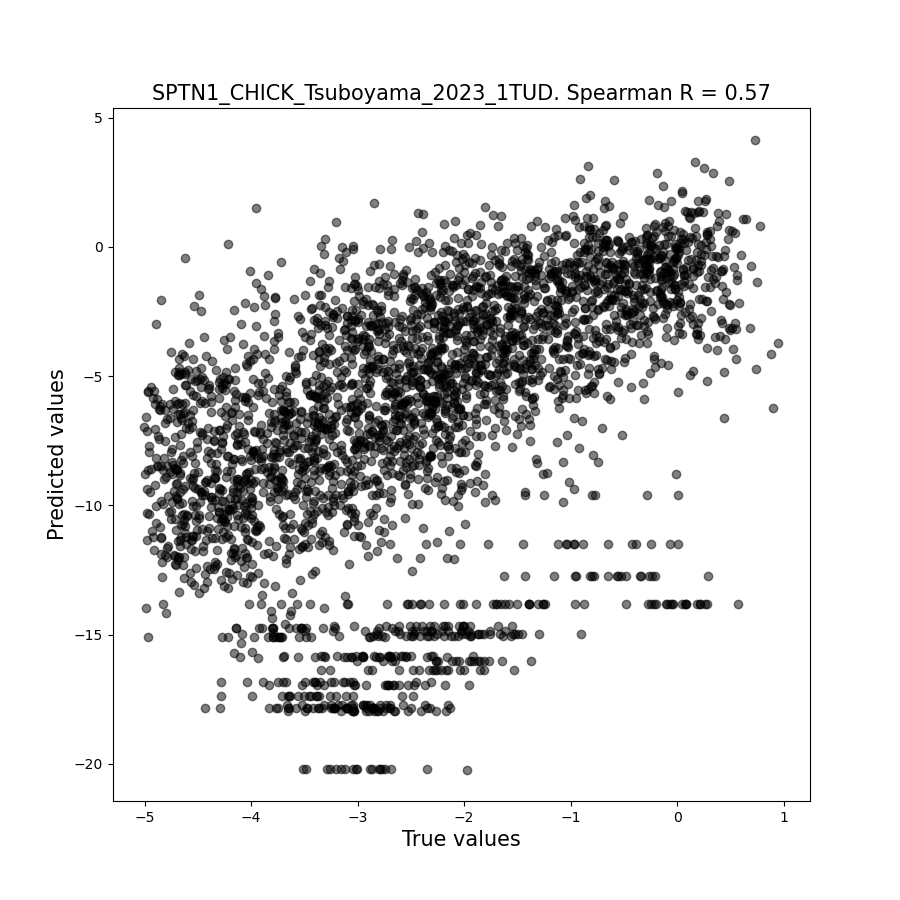 SPTN1_CHICK_Tsuboyama_2023_1TUD. Spearman R = 0.57
5
0
−5
−10
−15
−20
Predicted values
−5 −4 −3 −2 −1 0 1
True values